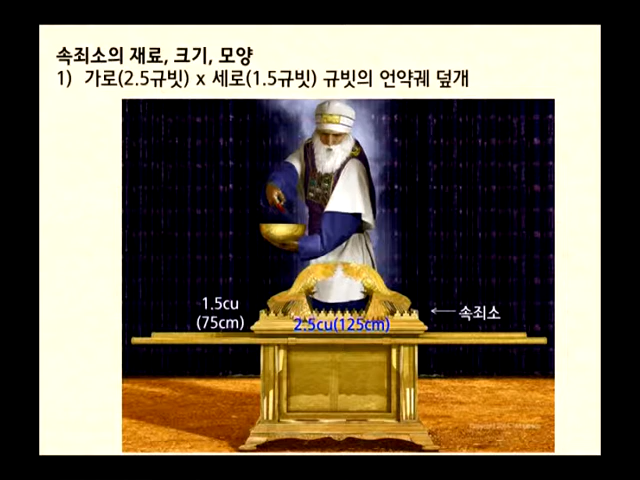 속죄소의 재료, 크기, 모양
1) 가로(2.5규빗) x 세로(1.5규빗) 규빗의 언약궤 덮개
1.5cu
(75cm)
2.5cu(125cm)
속죄소
Copyright